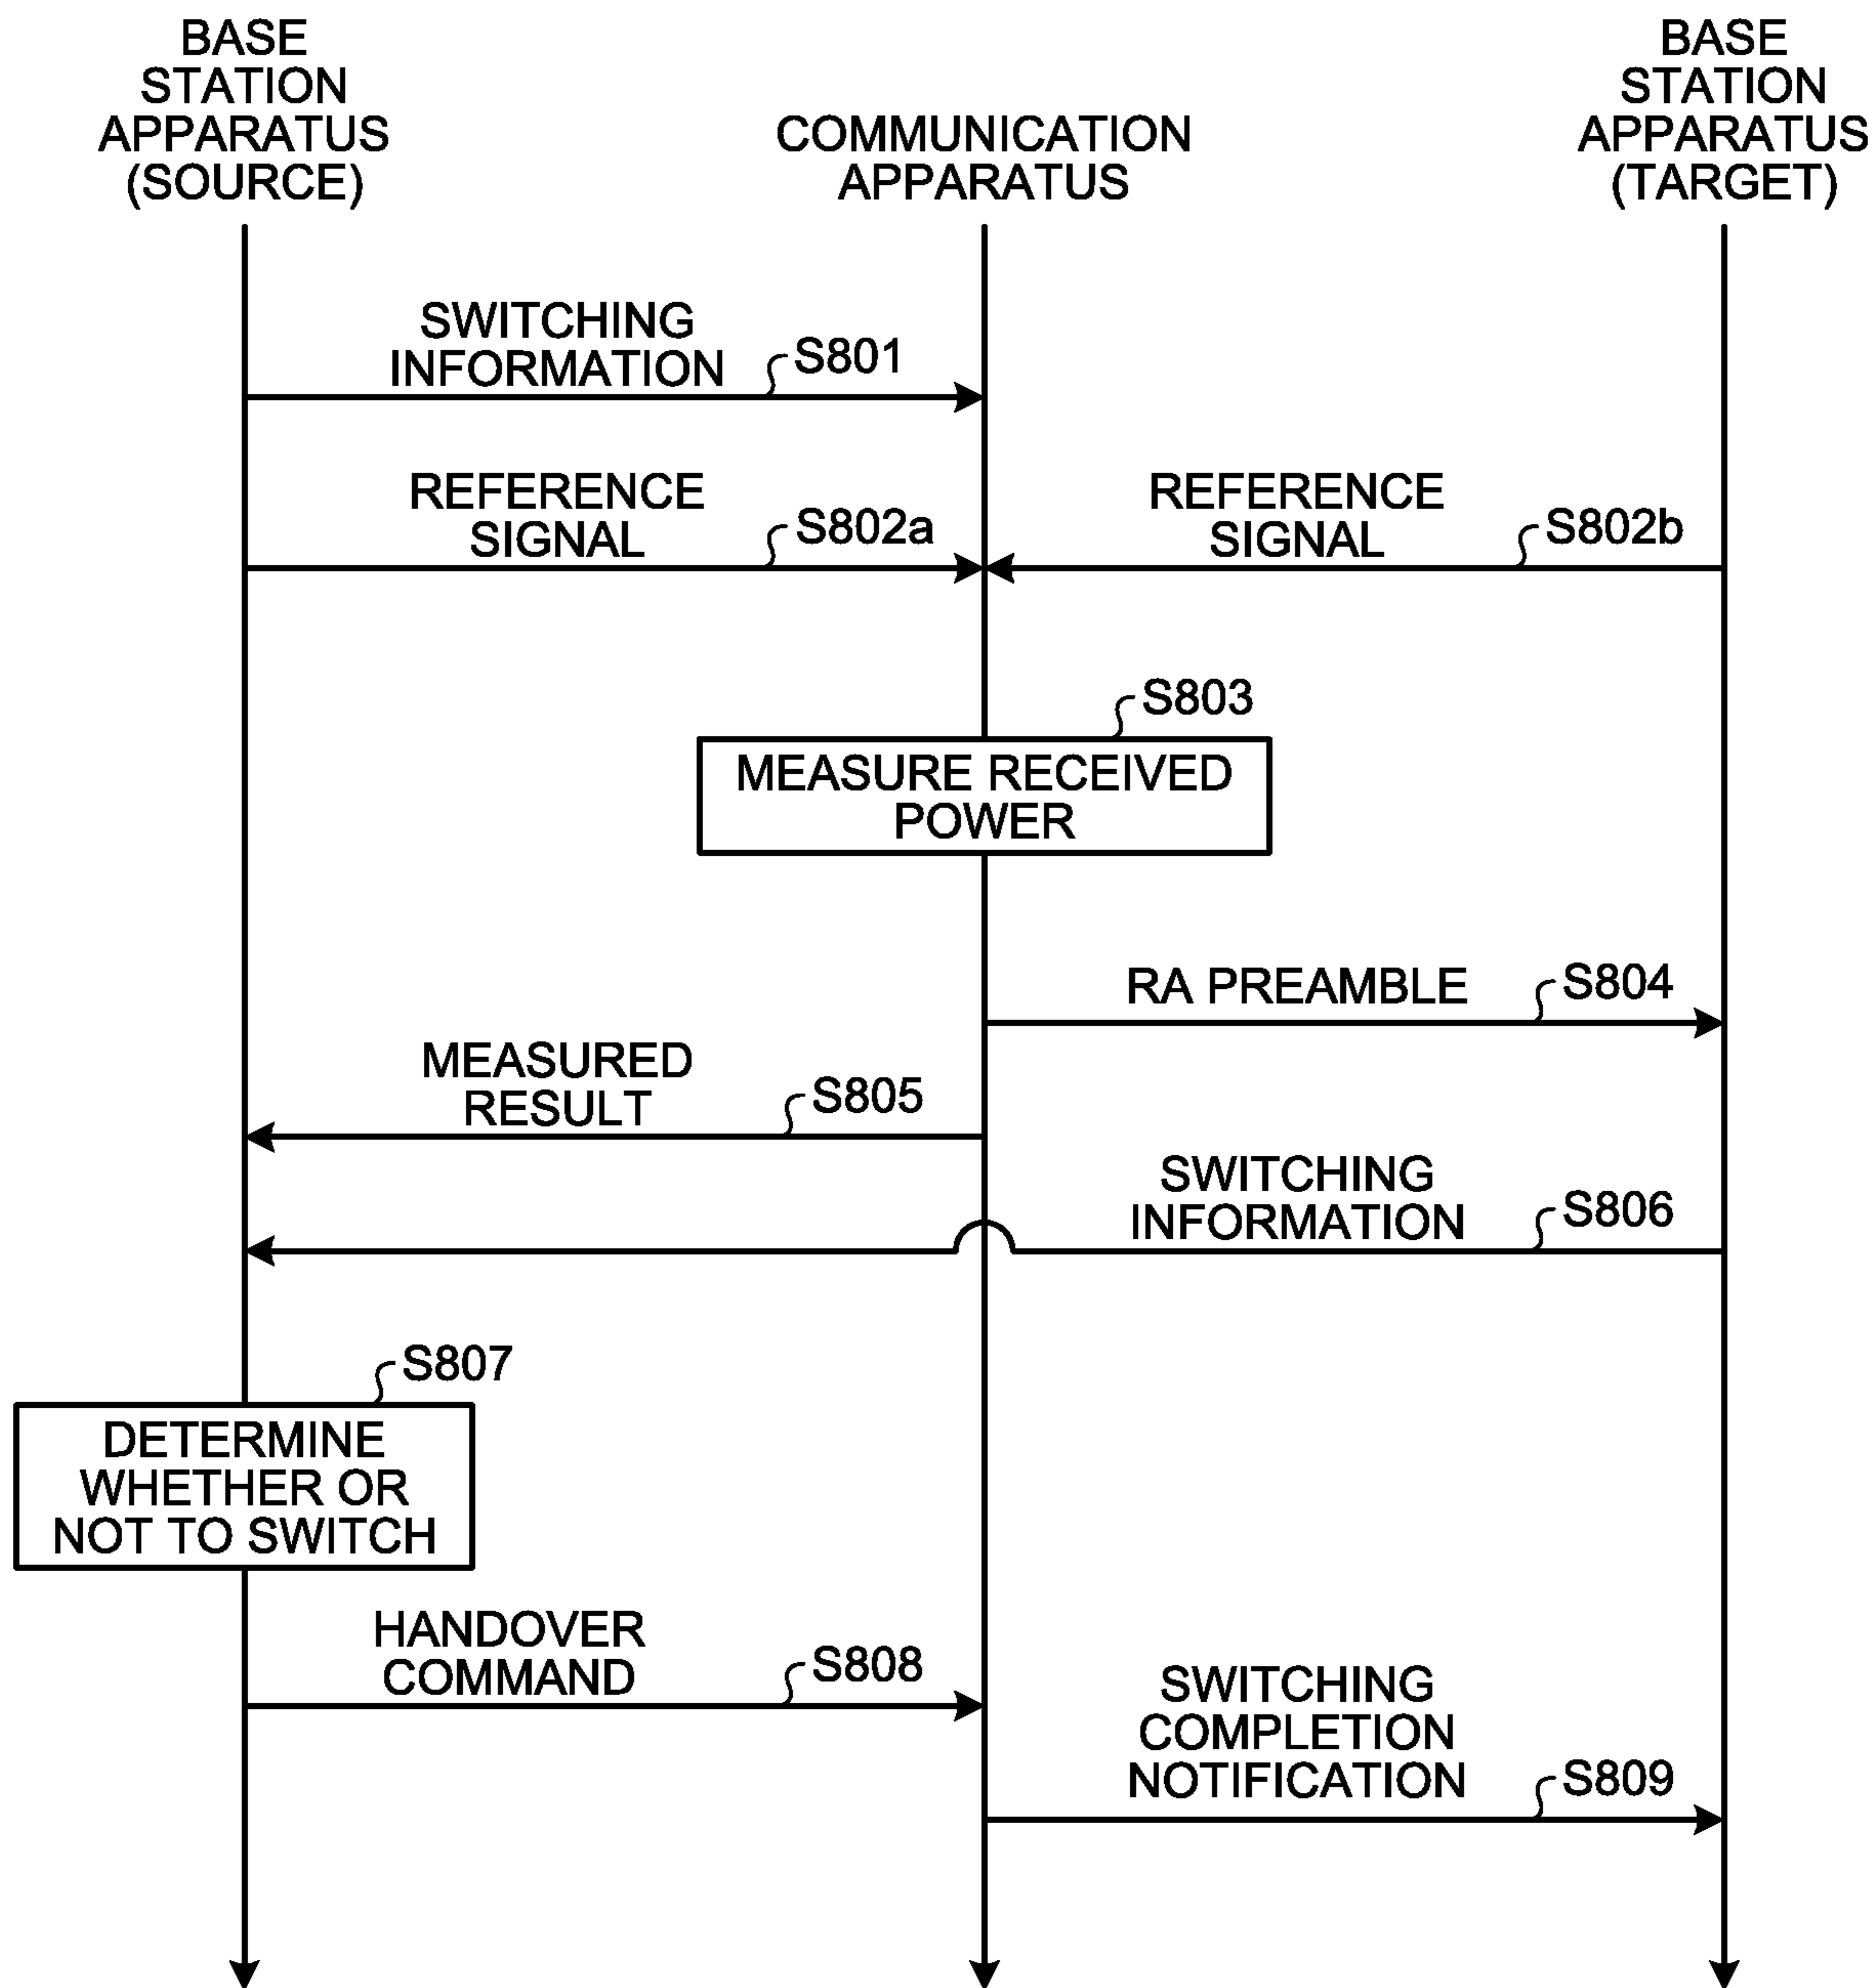 BASE
STATION
APPARATUS
(SOURCE)
COMMUNICATION
APPARATUS
BASE
STATION
APPARATUS
(TARGET)
SWITCHING
INFORMATION
S801
REFERENCE
SIGNAL
S802a
REFERENCE
SIGNAL
S802b
S803
MEASURE RECEIVED
POWER
RA PREAMBLE
S804
MEASURED
RESULT
S805
SWITCHING
INFORMATION
S806
S807
DETERMINE
WHETHER OR
NOT TO SWITCH
HANDOVER
COMMAND
S808
SWITCHING
COMPLETION
NOTIFICATION
S809